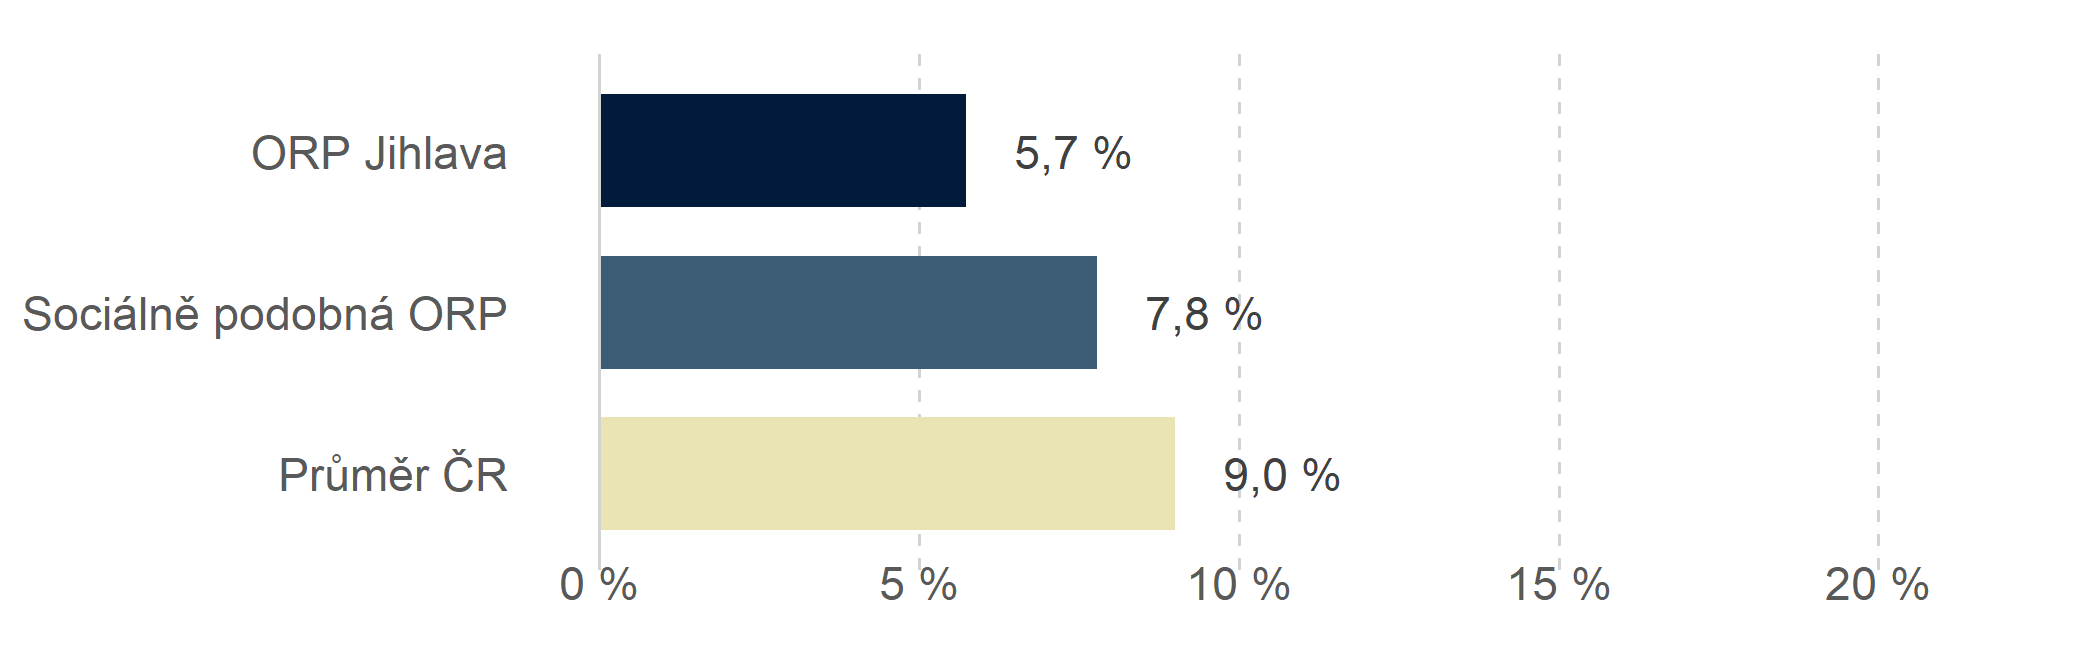 ORP Jihlava
5,7 %
Sociálně podobná ORP
7,8 %
Průměr ČR
9,0 %
0 %
5 %
10 %
15 %
20 %